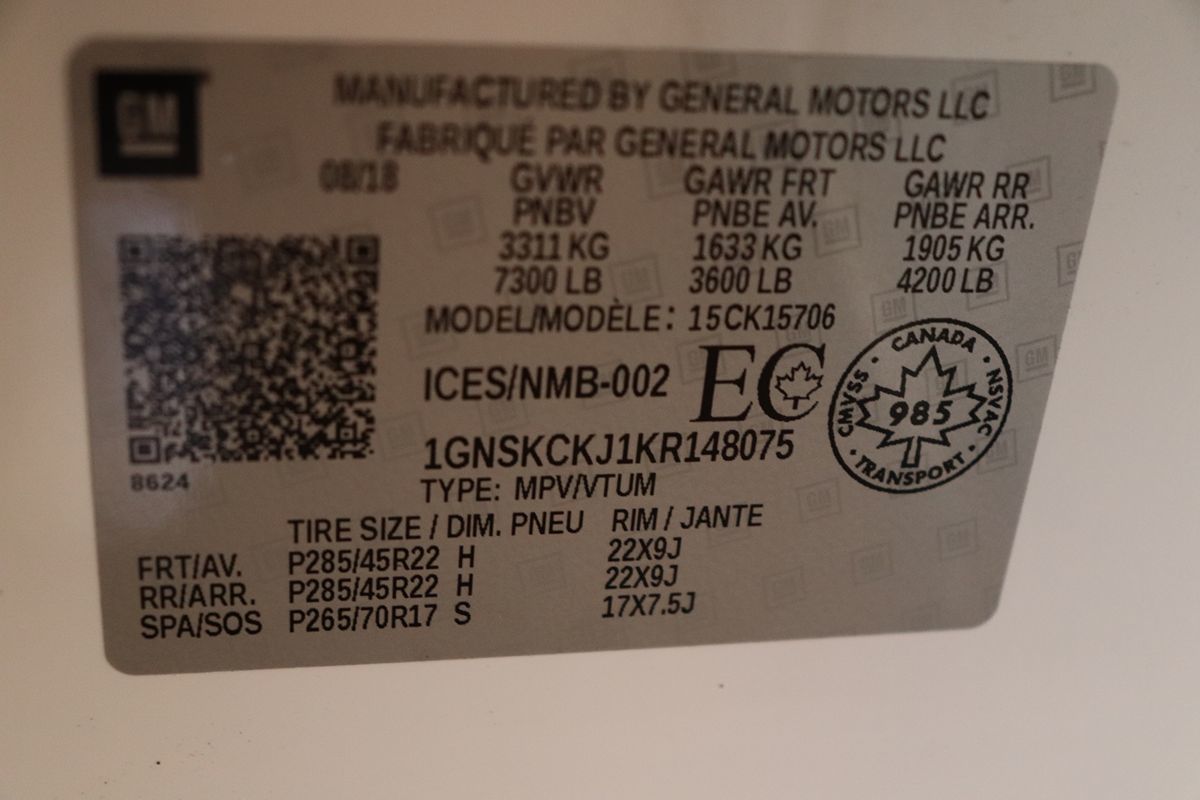 GM
MANUFACTURED BY GENERAL MOTORS LLC
FABRIQUÉ PAR GENERAL MOTORS LLC
08/18 GVWR GAWR FRT GAWR RR
PNBV PNBE AV. PNBE ARR.
3311 KG 1633 KG 1905 KG
7300 LB 3600 LB 4200 LB
MODEL/MODÈLE: 15CK15706
ICES/NMB-002 EC
CANADA
CMVSS 985 NSVAC
TRANSPORT
1GNSKCKJ1KR148075
8624
TYPE: MPV/VTUM
TIRE SIZE / DIM. PNEU RIM / JANTE
FRT/AV. P285/45R22 H 22X9J
RR/ARR. P285/45R22 H 22X9J
SPA/SOS P265/70R17 S 17X7.5J